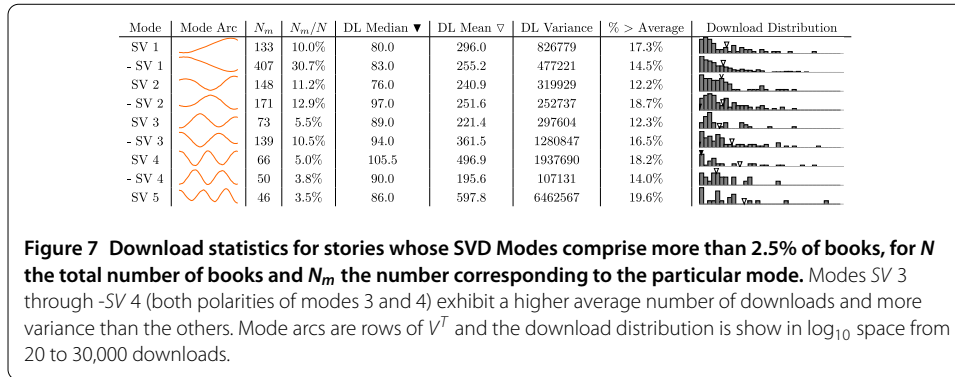 Mode Mode Arc N_m N_m/N DL Median ▼ DL Mean ▽ DL Variance % > Average Download Distribution
SV 1 133 10.0% 80.0 296.0 826779 17.3%
- SV 1 407 30.7% 83.0 255.2 477221 14.5%
SV 2 148 11.2% 76.0 240.9 319929 12.2%
- SV 2 171 12.9% 97.0 251.6 252737 18.7%
SV 3 73 5.5% 89.0 221.4 297604 12.3%
- SV 3 139 10.5% 94.0 361.5 1280847 16.5%
SV 4 66 5.0% 105.5 496.9 1937690 18.2%
- SV 4 50 3.8% 90.0 195.6 107131 14.0%
SV 5 46 3.5% 86.0 597.8 6462567 19.6%
Figure 7 Download statistics for stories whose SVD Modes comprise more than 2.5% of books, for N
the total number of books and N_m the number corresponding to the particular mode. Modes SV 3
through -SV 4 (both polarities of modes 3 and 4) exhibit a higher average number of downloads and more
variance than the others. Mode arcs are rows of V^T and the download distribution is show in log₁₀ space from
20 to 30,000 downloads.